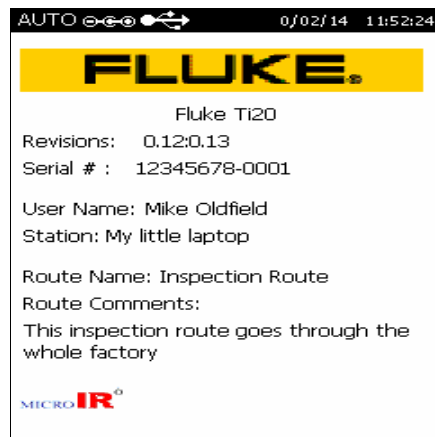 AUTO 0/02/14 11:52:24
FLUKE®
Fluke Ti20
Revisions: 0.12:0.13
Serial # : 12345678-0001
User Name: Mike Oldfield
Station: My little laptop
Route Name: Inspection Route
Route Comments:
This inspection route goes through the
whole factory
MICRO IR